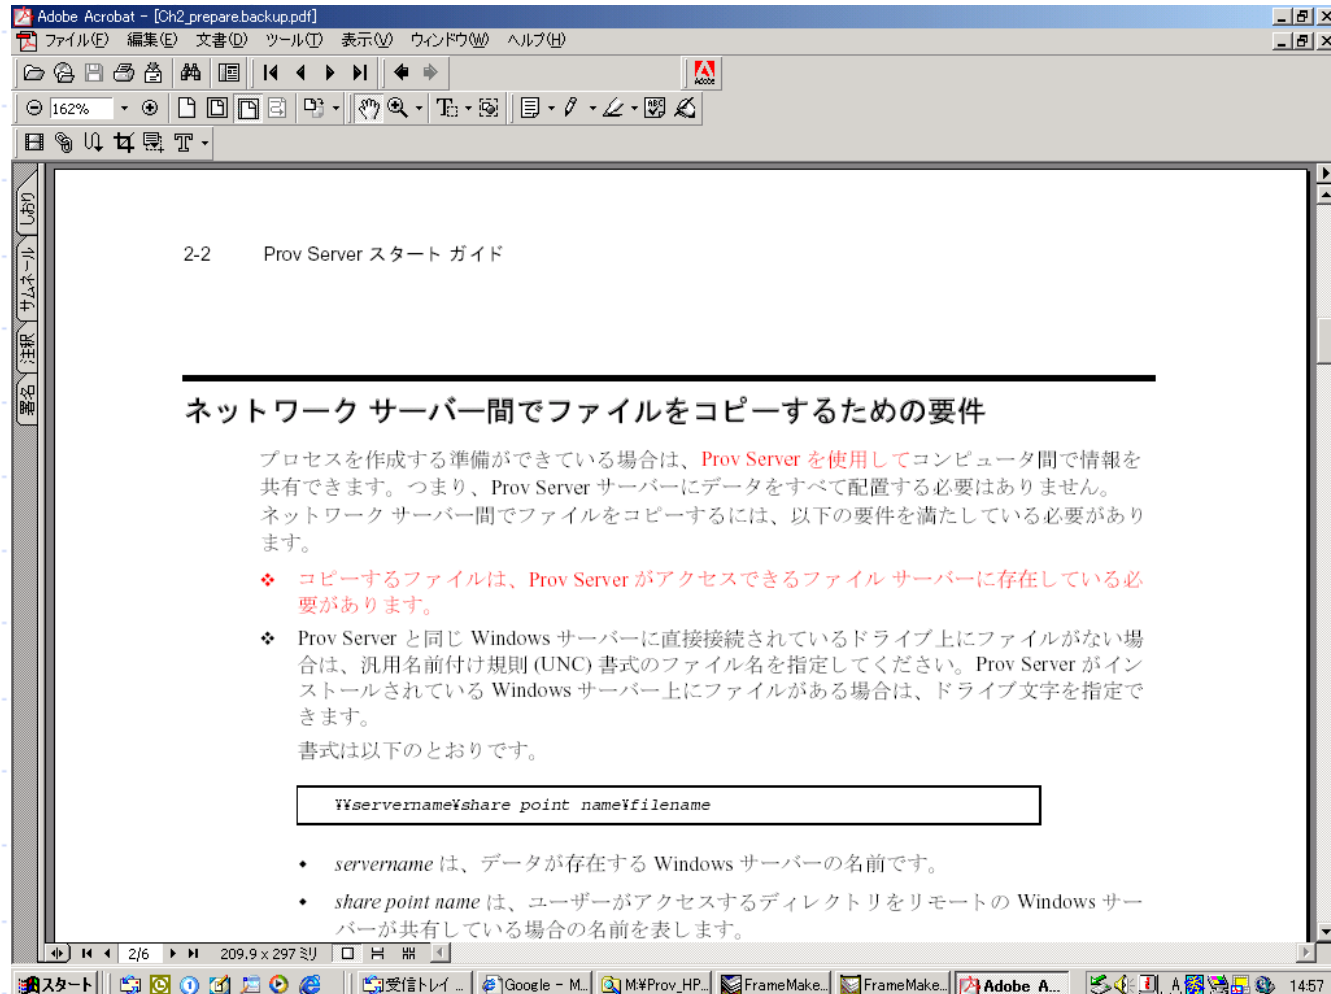 Adobe Acrobat - [Ch2_prepare.backup.pdf]
ファイル(F) 編集(E) 文書(D) ツール(T) 表示(V) ウィンドウ(W) ヘルプ(H)
Adobe
162%
しおり
サムネール
注釈
署名
2-2 Prov Server スタート ガイド
ネットワーク サーバー間でファイルをコピーするための要件
プロセスを作成する準備ができている場合は、Prov Server を使用してコンピュータ間で情報を
共有できます。つまり、Prov Server サーバーにデータをすべて配置する必要はありません。
ネットワーク サーバー間でファイルをコピーするには、以下の要件を満たしている必要があり
ます。
❖ コピーするファイルは、Prov Server がアクセスできるファイル サーバーに存在している必
要があります。
❖ Prov Server と同じ Windows サーバーに直接接続されているドライブ上にファイルがない場
合は、汎用名前付け規則 (UNC) 書式のファイル名を指定してください。Prov Server がイン
ストールされている Windows サーバー上にファイルがある場合は、ドライブ文字を指定で
きます。
書式は以下のとおりです。
¥¥servername¥share point name¥filename
• servername は、データが存在する Windows サーバーの名前です。
• share point name は、ユーザーがアクセスするディレクトリをリモートの Windows サー
バーが共有している場合の名前を表します。
2/6 209.9 x 297 ミリ
スタート 受信トレイ ... Google - M... M:¥Prov_HP... FrameMake... FrameMake... Adobe A... A 14:57